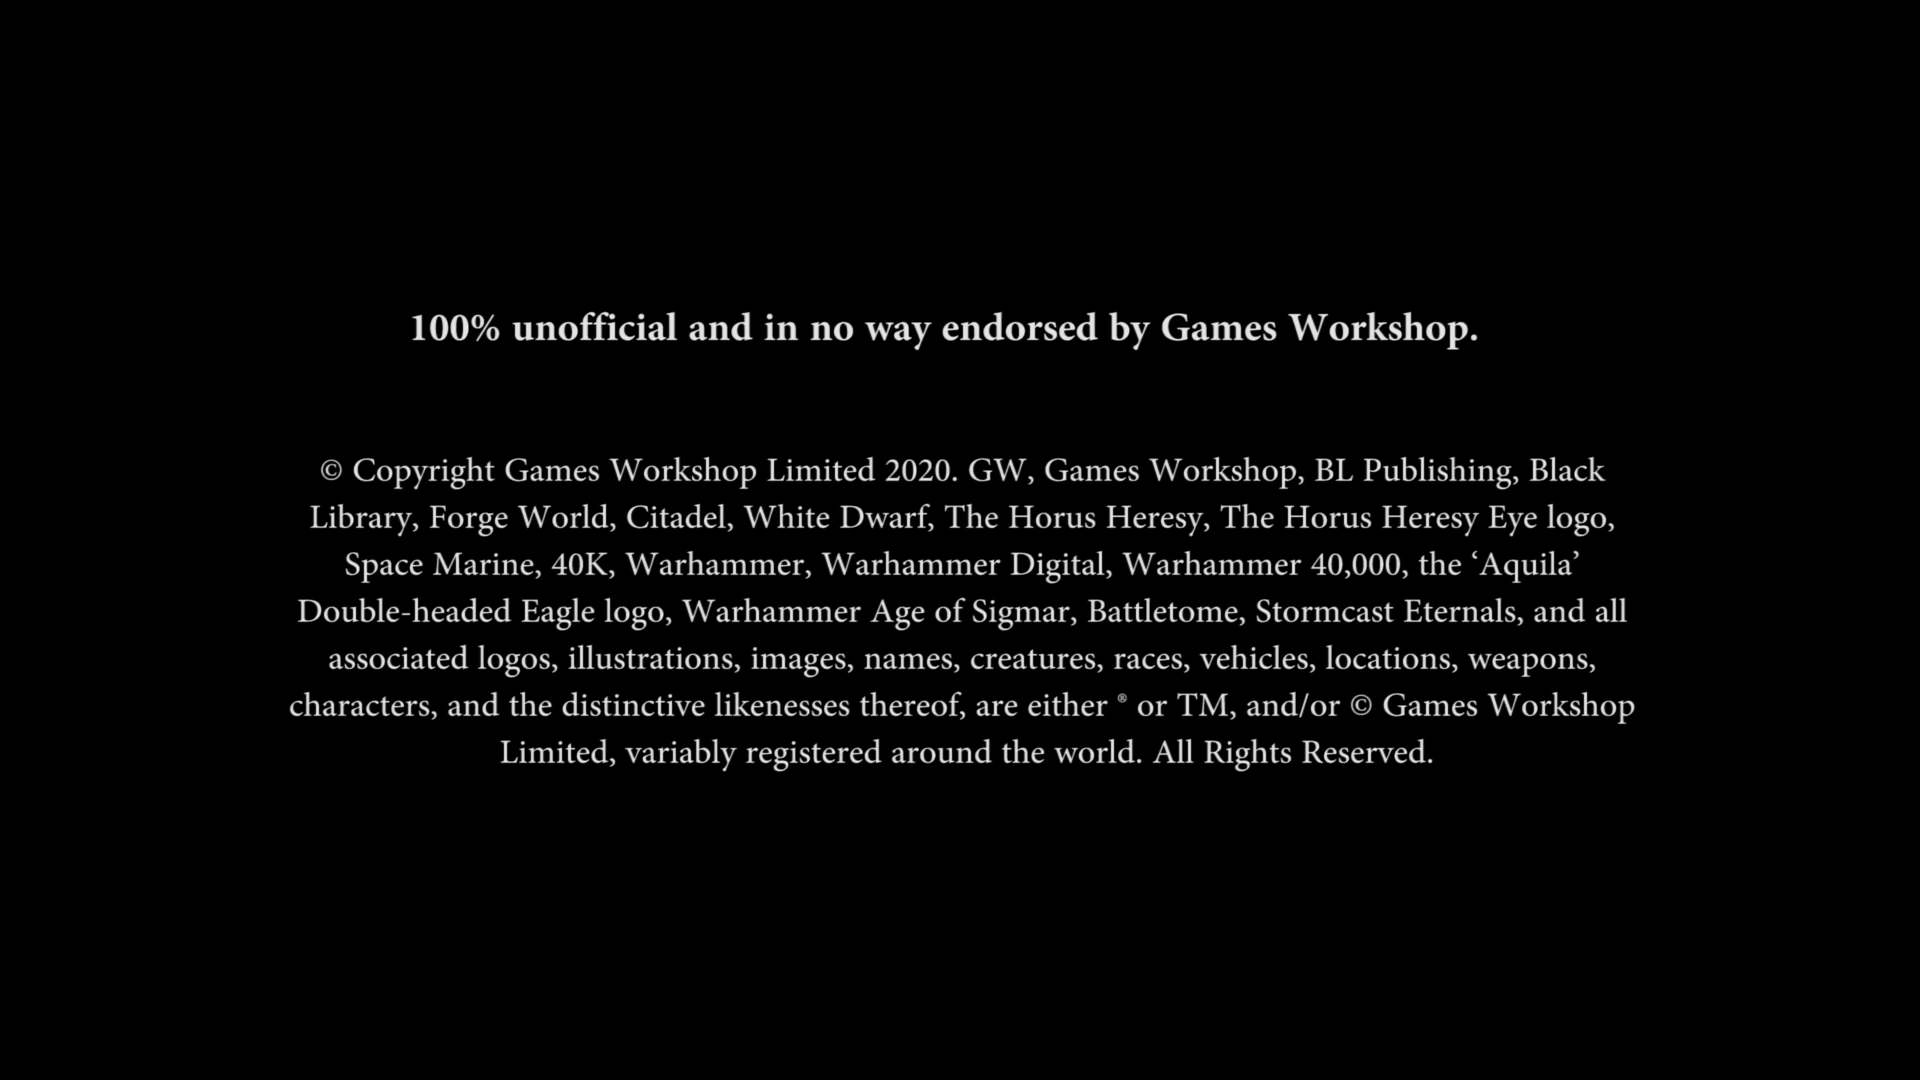 100% unofficial and in no way endorsed by Games Workshop.
© Copyright Games Workshop Limited 2020. GW, Games Workshop, BL Publishing, Black
Library, Forge World, Citadel, White Dwarf, The Horus Heresy, The Horus Heresy Eye logo,
Space Marine, 40K, Warhammer, Warhammer Digital, Warhammer 40,000, the ‘Aquila’
Double-headed Eagle logo, Warhammer Age of Sigmar, Battletome, Stormcast Eternals, and all
associated logos, illustrations, images, names, creatures, races, vehicles, locations, weapons,
characters, and the distinctive likenesses thereof, are either ® or TM, and/or © Games Workshop
Limited, variably registered around the world. All Rights Reserved.